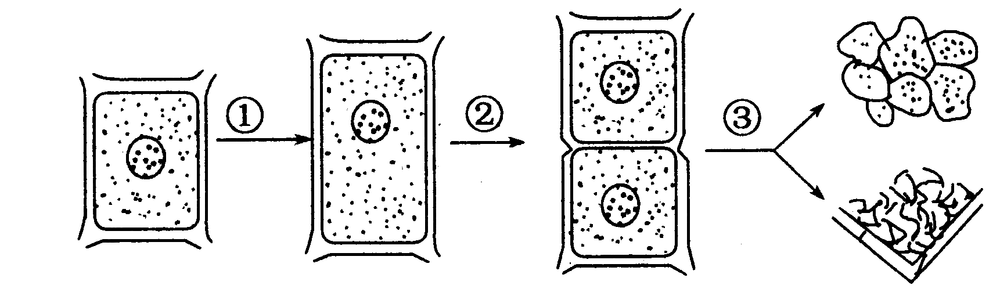 ① ② ③